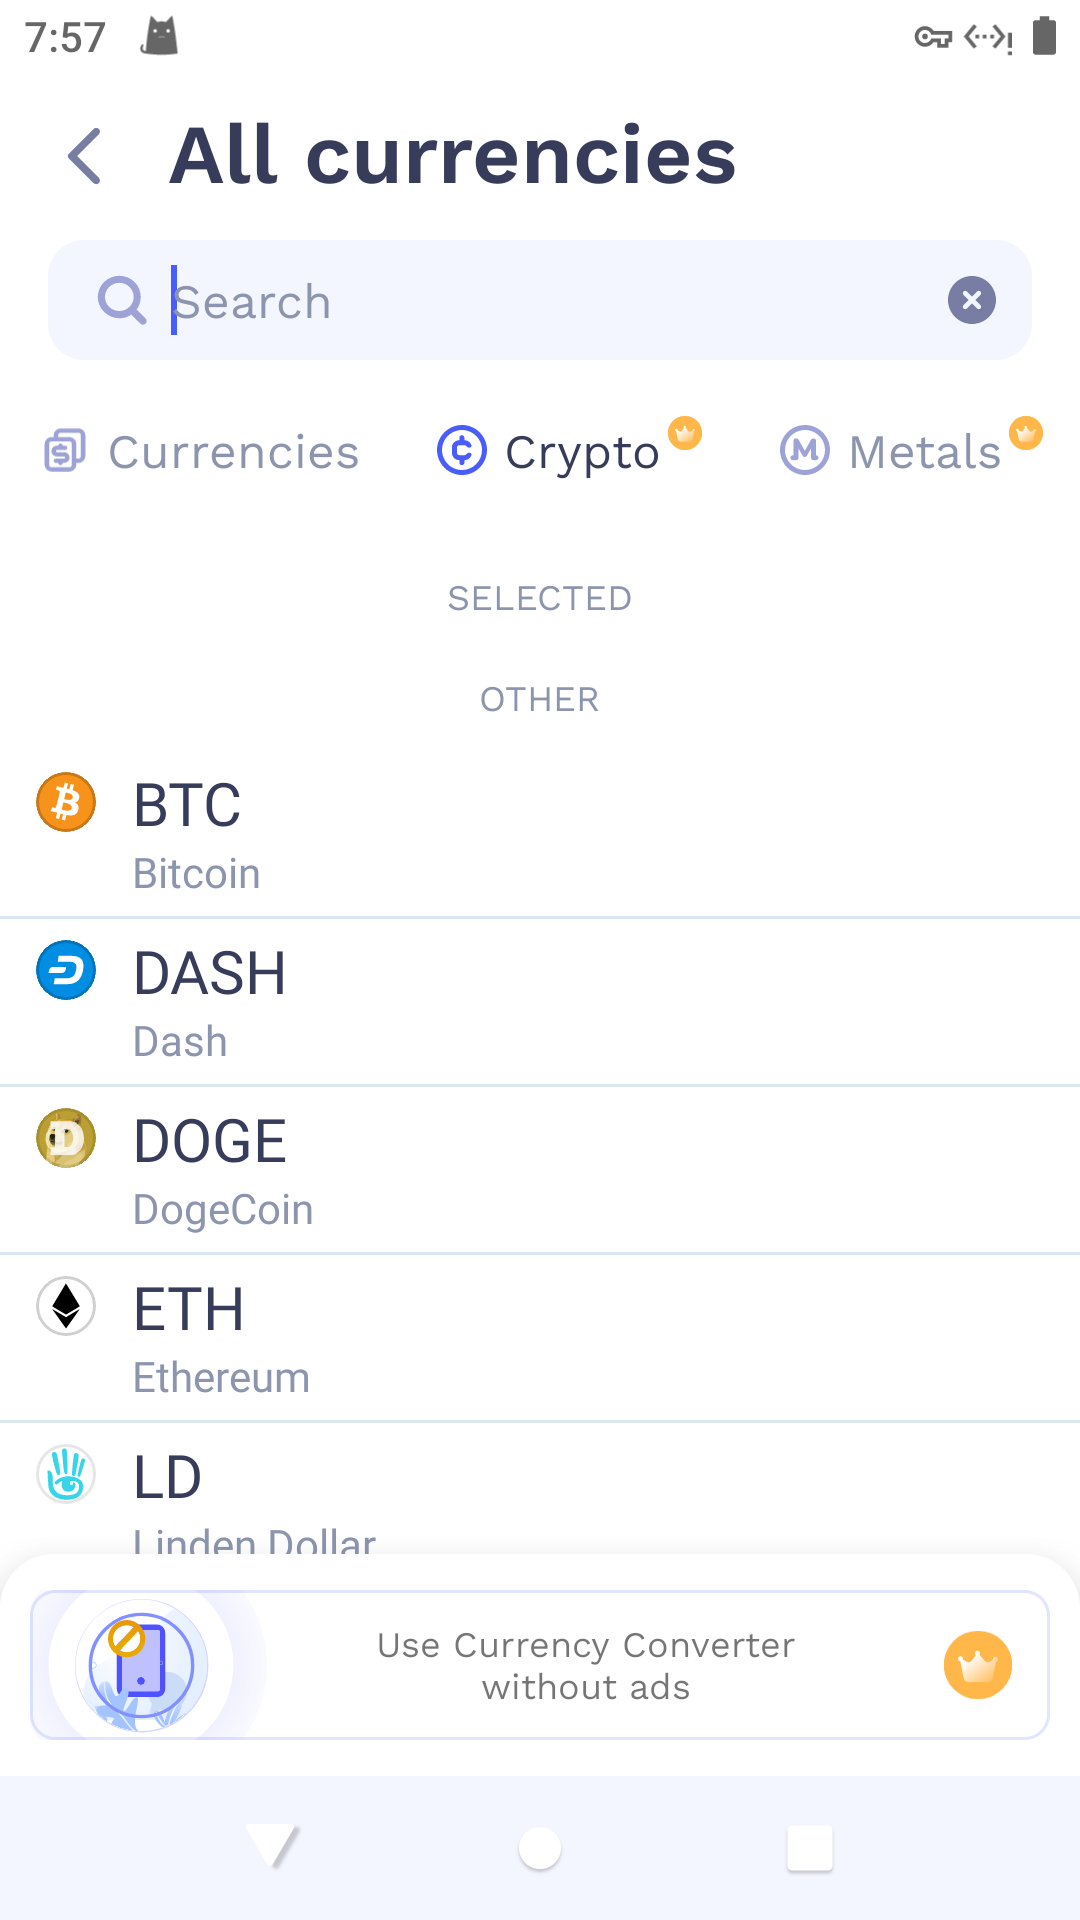 7:57
All currencies
Search
Currencies
Crypto
Metals
SELECTED
OTHER
BTC
Bitcoin
DASH
Dash
DOGE
DogeCoin
ETH
Ethereum
LD
Linden Dollar
Use Currency Converter
without ads